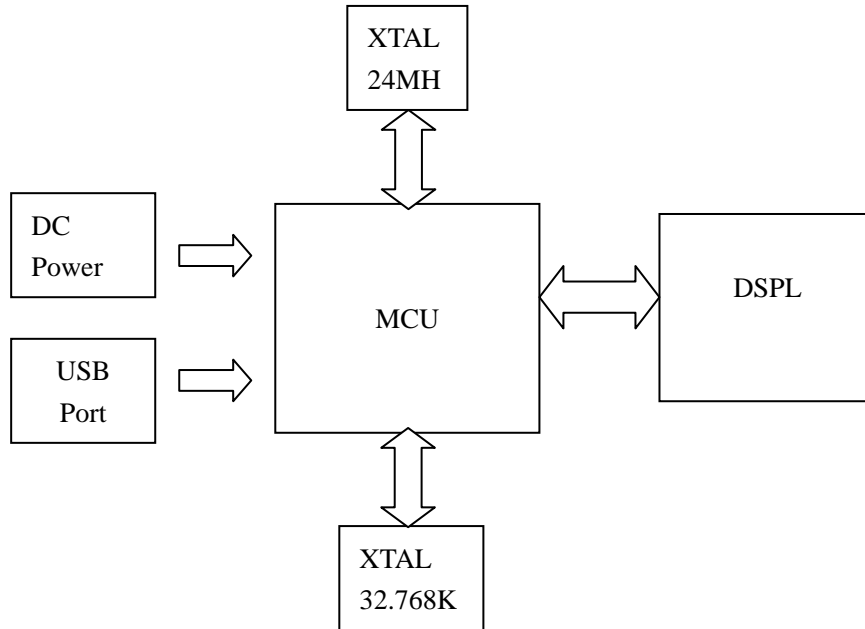 XTAL
24MH
DC
Power
MCU
DSPL
USB
Port
XTAL
32.768K